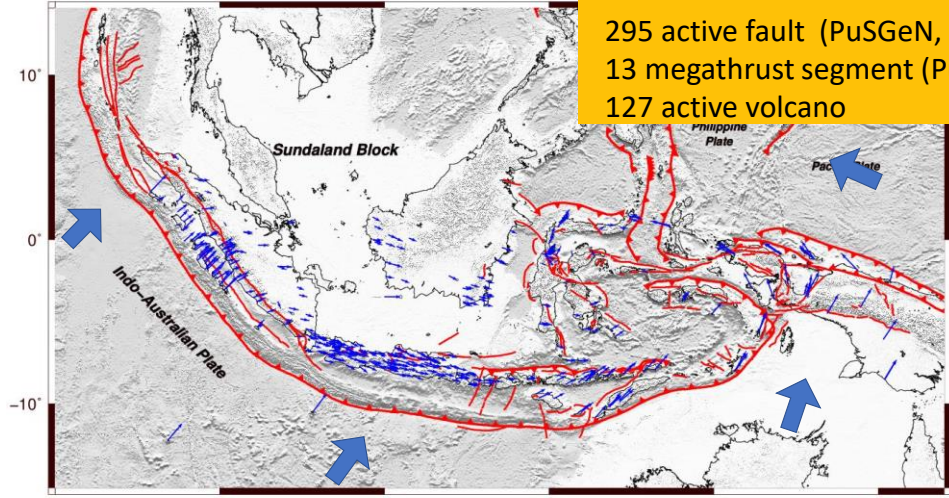 295 active fault (PuSGeN,
13 megathrust segment (P
127 active volcano
10°
Philippine
Plate
Sundaland Block
0°
Indo-Australian Plate
−10°